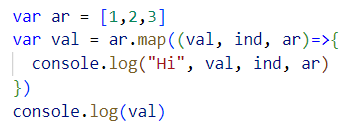 var ar = [1,2,3]
var val = ar.map((val, ind, ar)=>{
  console.log("Hi", val, ind, ar)
})
console.log(val)